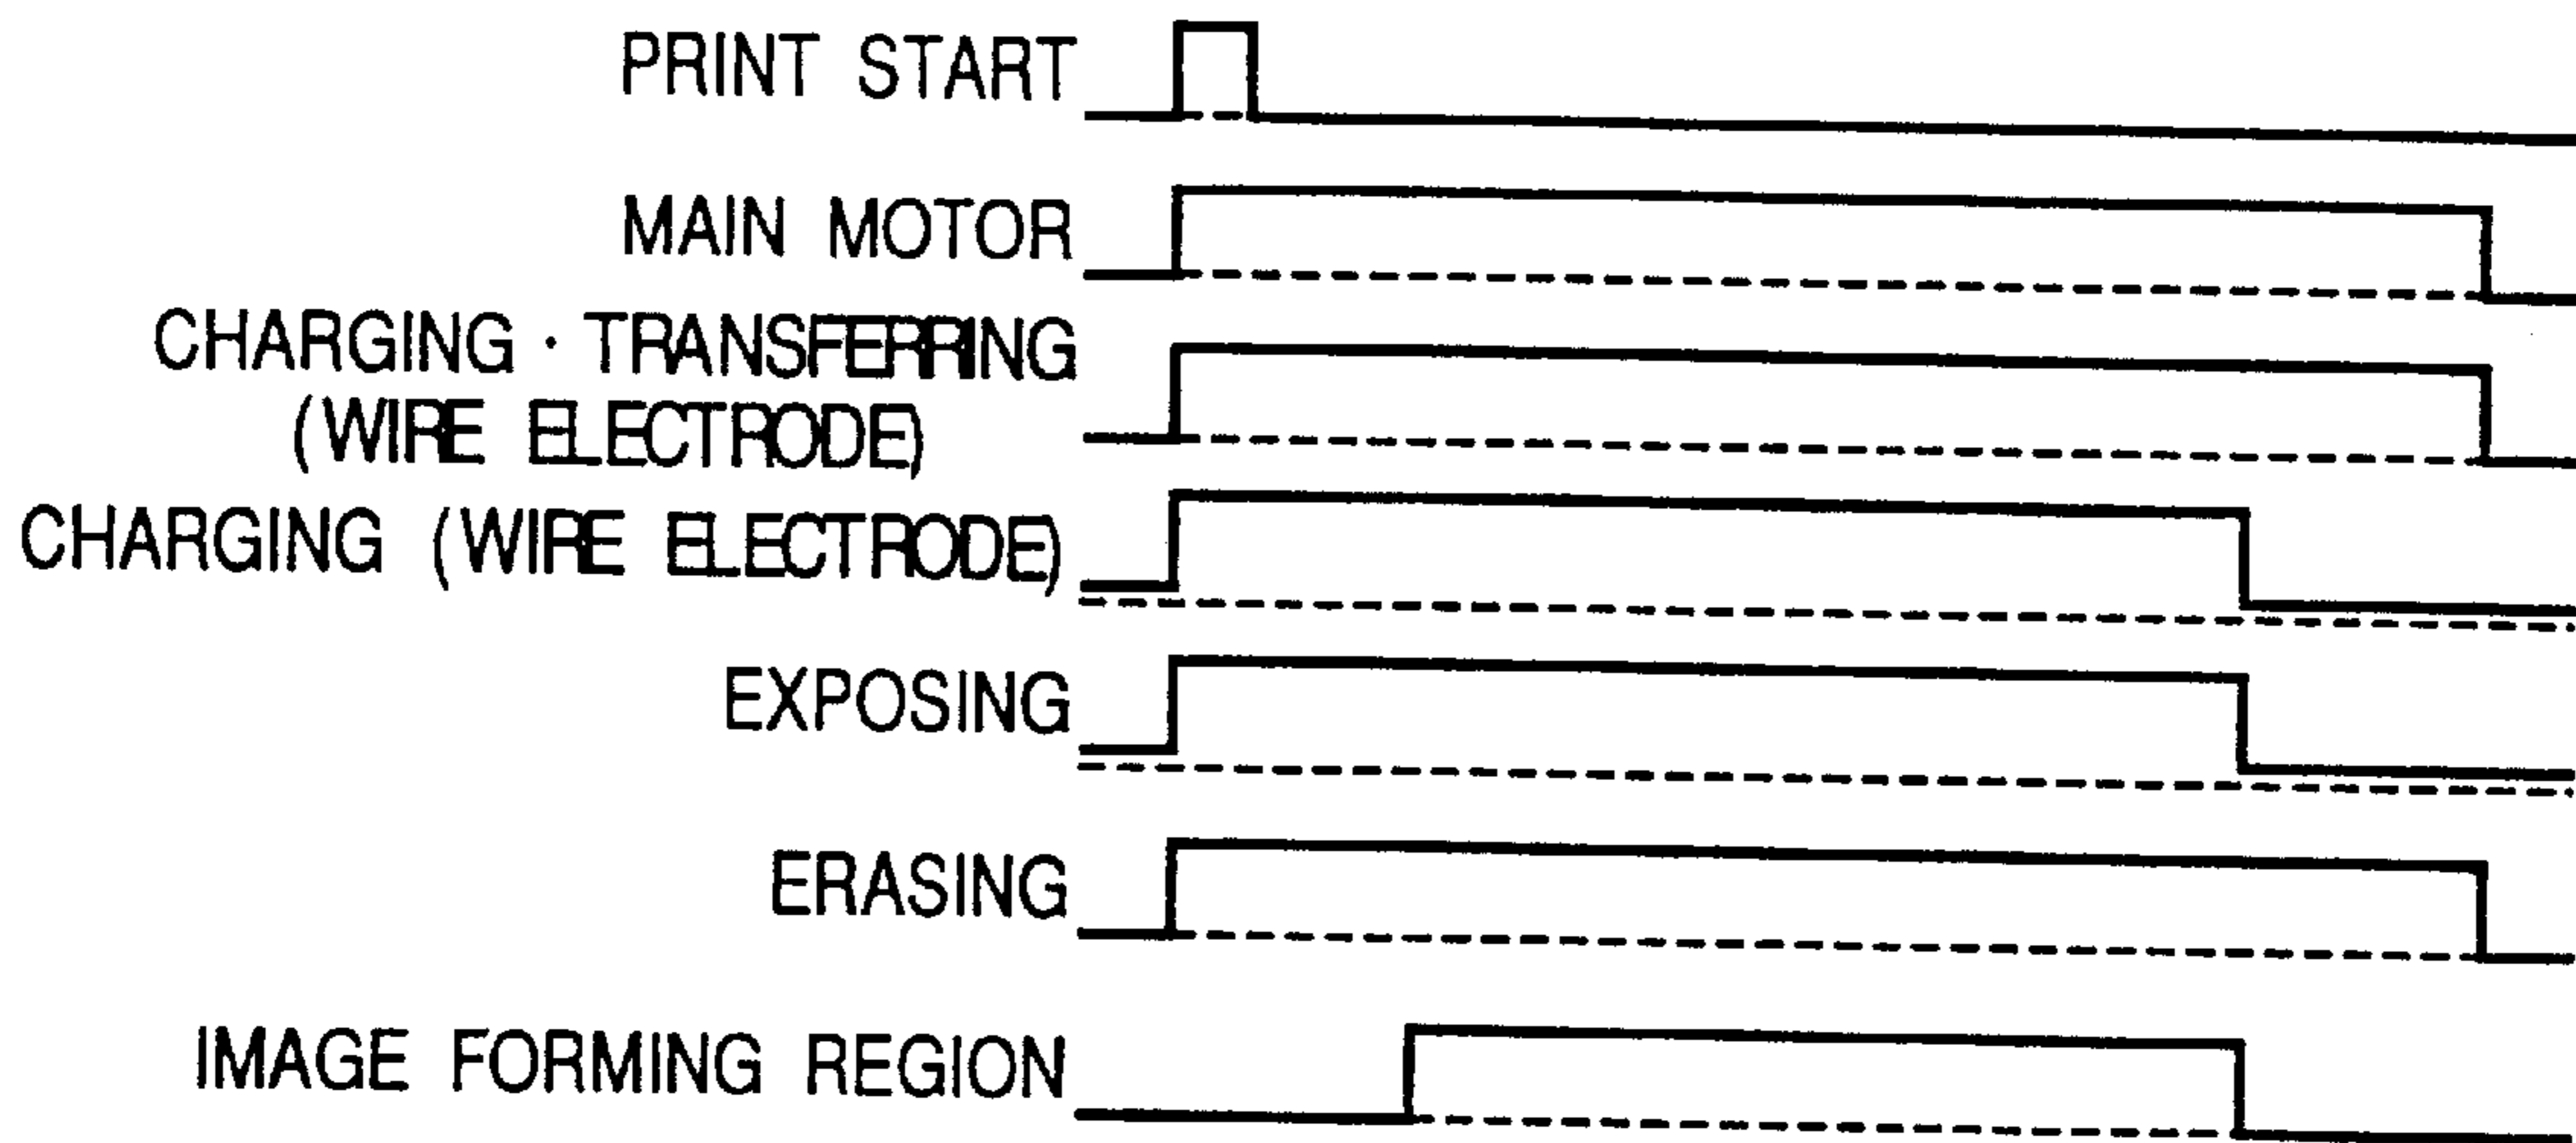 PRINT START
MAIN MOTOR
CHARGING · TRANSFERRING
(WIRE ELECTRODE)
CHARGING (WIRE ELECTRODE)
EXPOSING
ERASING
IMAGE FORMING REGION